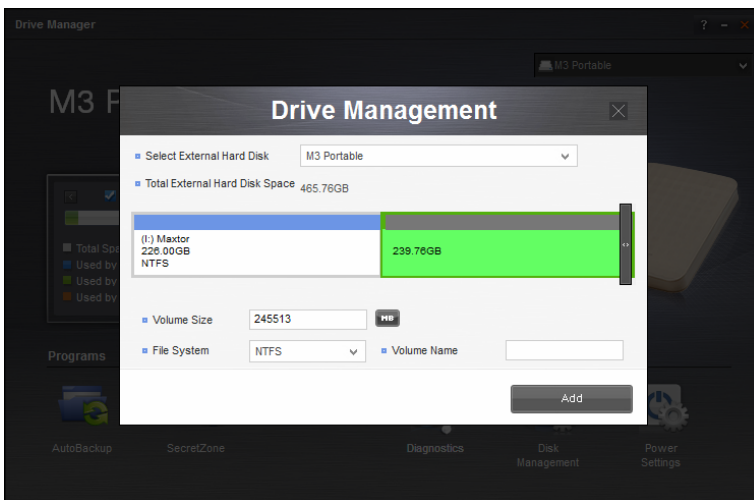 Drive Manager
? - ×
M3 Portable
M3 P
Drive Management
Select External Hard Disk
M3 Portable
Total External Hard Disk Space
465.76GB
(I:) Maxtor
226.00GB
NTFS
239.76GB
Total Spa
Used by
Used by
Used by
Volume Size
245513
MB
File System
NTFS
Volume Name
Programs
Add
AutoBackup
SecretZone
Diagnostics
Disk
Management
Power
Settings